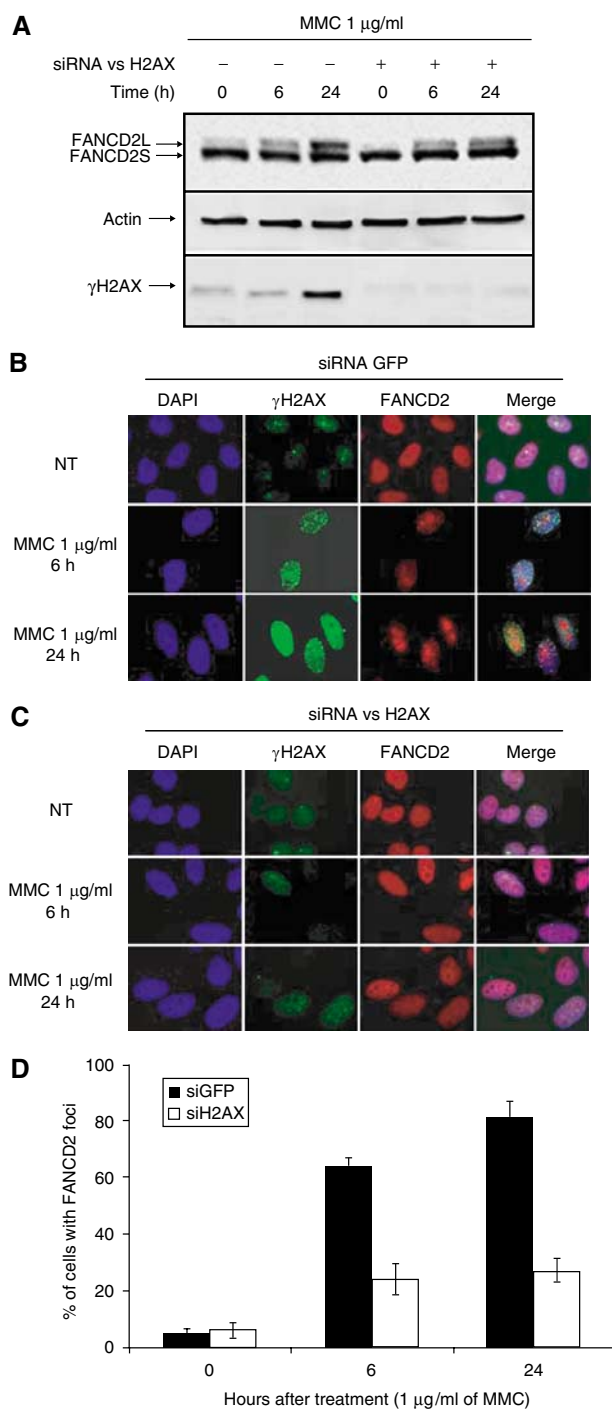 A
MMC 1 μg/ml
siRNA vs H2AX – – – + + +
Time (h) 0 6 24 0 6 24
FANCD2L
FANCD2S
Actin
γH2AX
B
siRNA GFP
DAPI γH2AX FANCD2 Merge
NT
MMC 1 μg/ml
6 h
MMC 1 μg/ml
24 h
C
siRNA vs H2AX
DAPI γH2AX FANCD2 Merge
NT
MMC 1 μg/ml
6 h
MMC 1 μg/ml
24 h
D
100
80
60
40
20
0
% of cells with FANCD2 foci
siGFP
siH2AX
0 6 24
Hours after treatment (1 μg/ml of MMC)